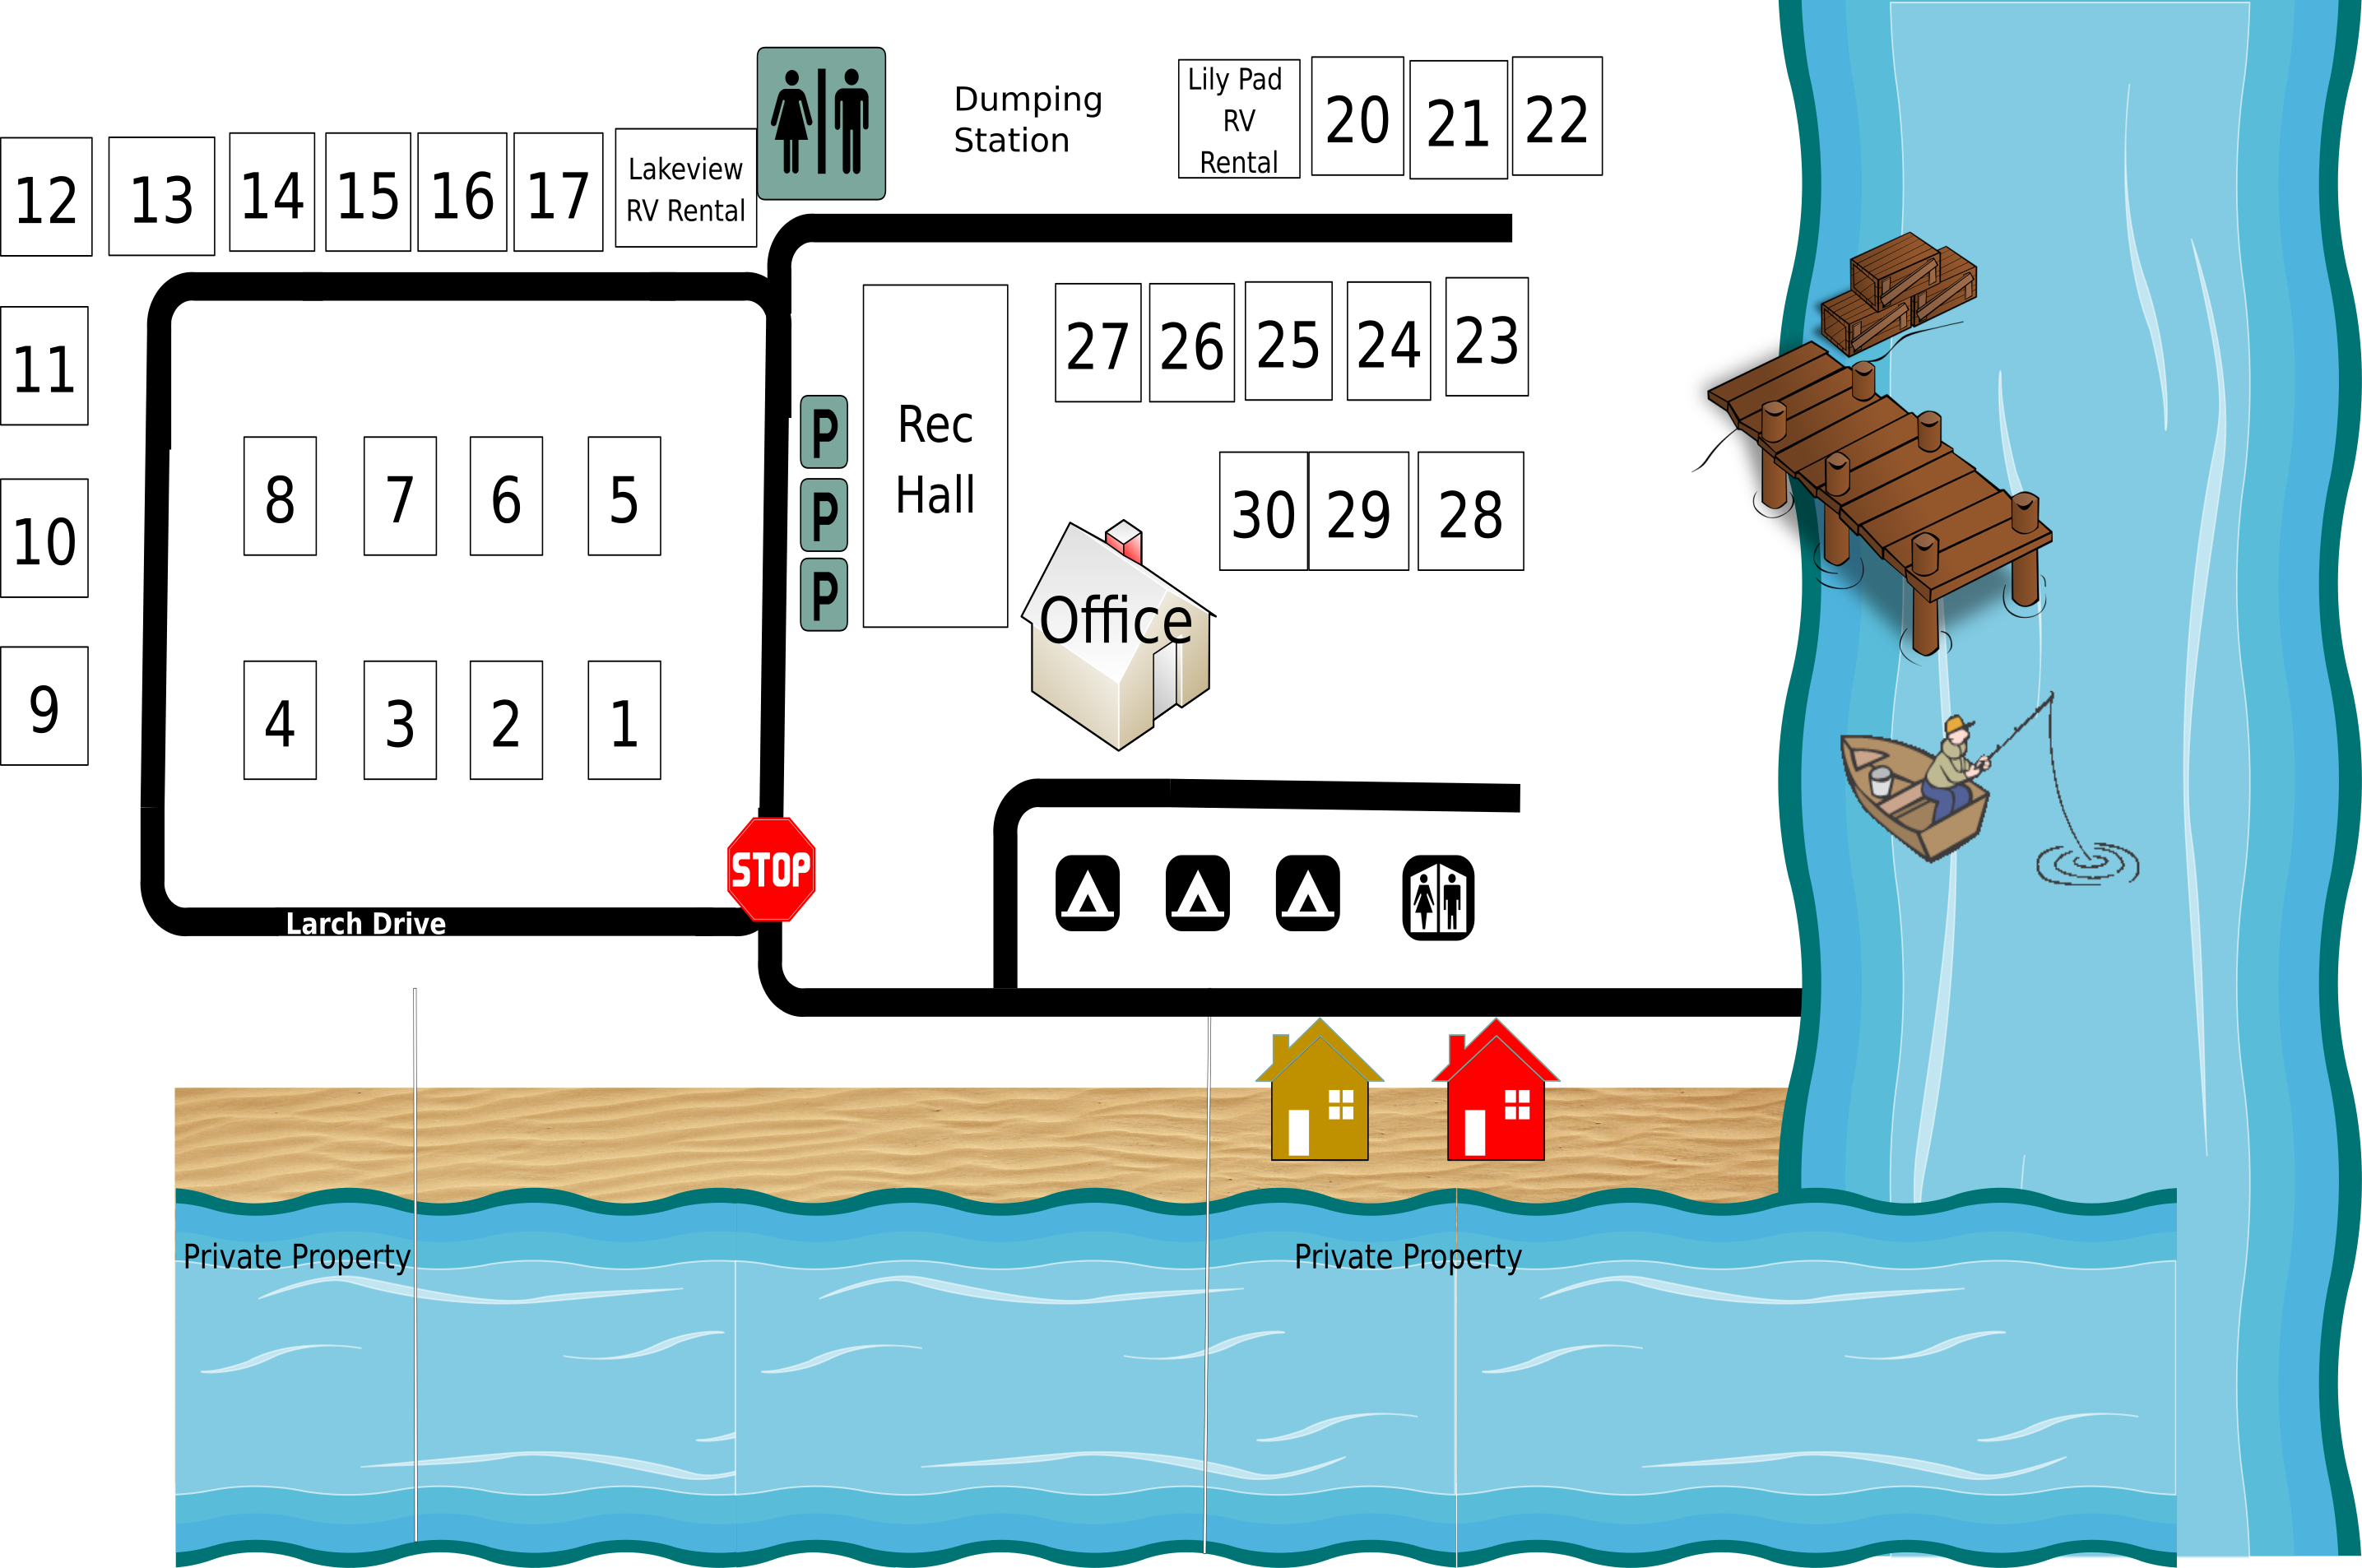 Dumping
Station
Lily Pad
RV
Rental
20
21
22
12
13
14
15
16
17
Lakeview
RV Rental
11
27
26
25
24
23
P
Rec
Hall
8
7
6
5
P
30
29
28
10
P
Office
9
4
3
2
1
STOP
Larch Drive
Private Property
Private Property